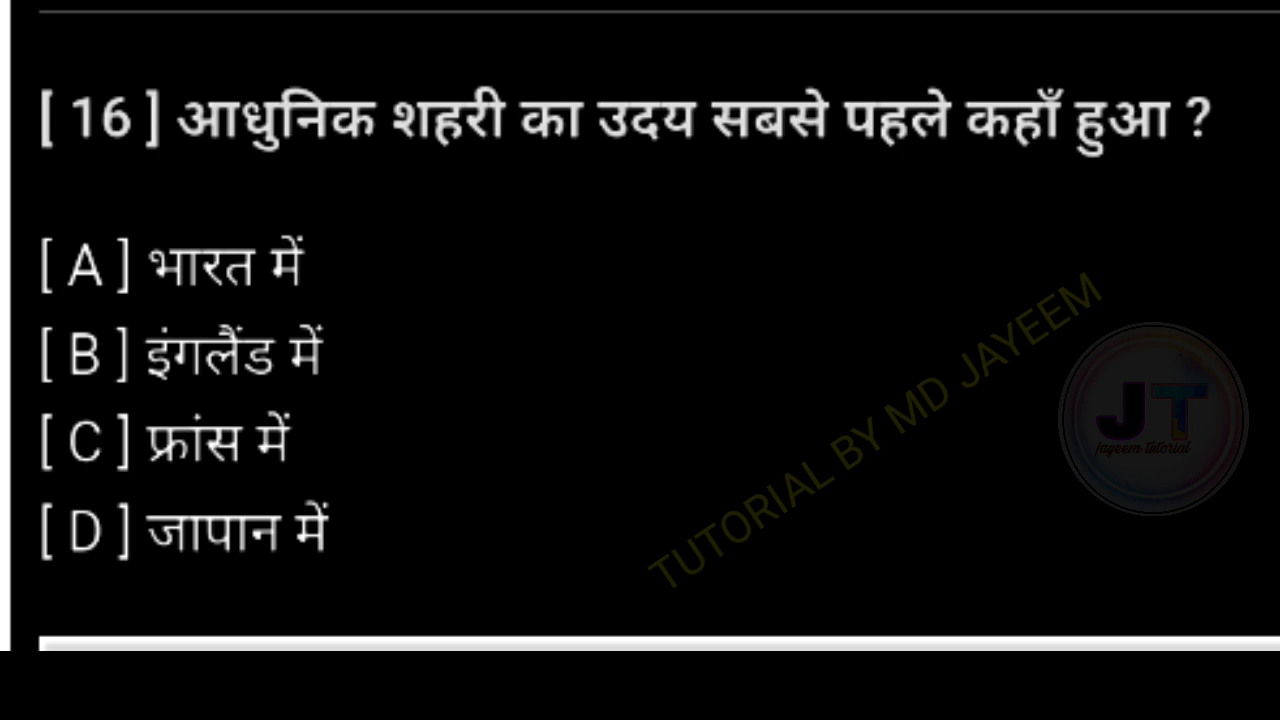 [ 16 ] आधुनिक शहरी का उदय सबसे पहले कहाँ हुआ ?
[ A ] भारत में
[ B ] इंगलैंड में
[ C ] फ्रांस में
[ D ] जापान में
TUTORIAL BY MD JAYEEM
JT
jayeem tutorial